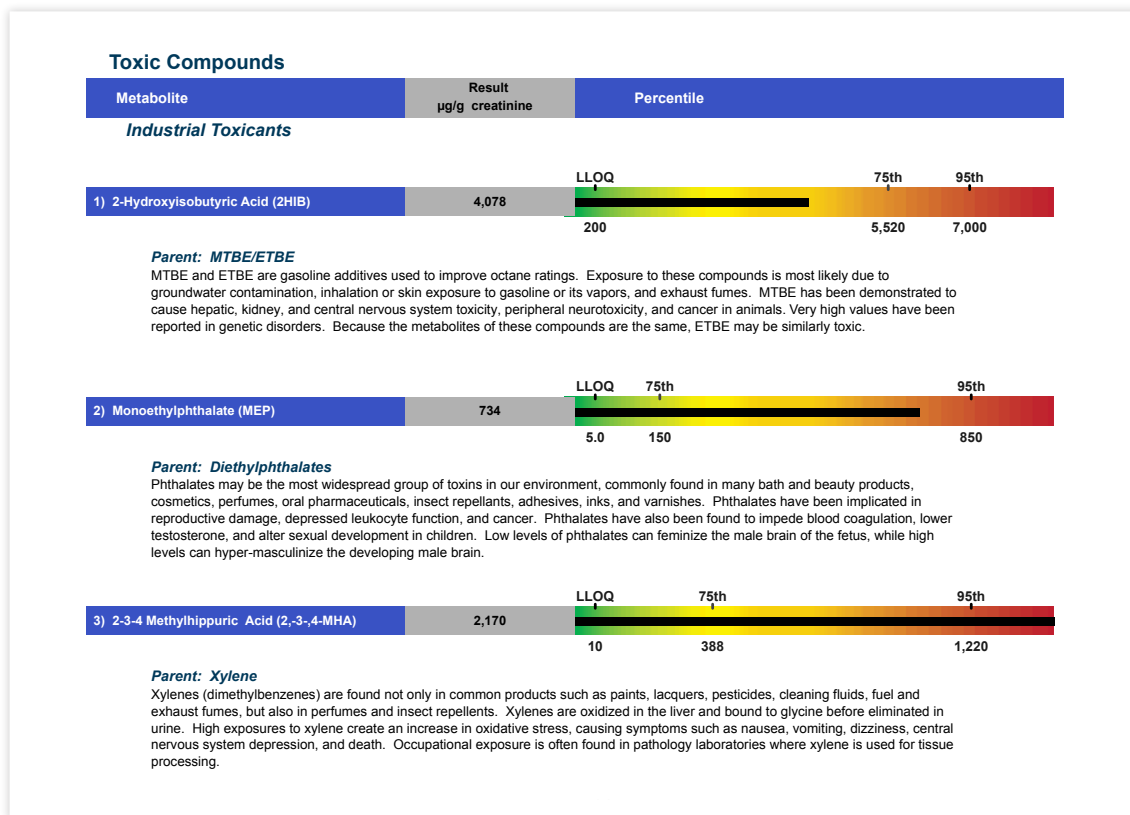 Toxic Compounds
Metabolite
Result
µg/g creatinine
Percentile
Industrial Toxicants
LLOQ 75th 95th
1) 2-Hydroxyisobutyric Acid (2HIB) 4,078
200 5,520 7,000
Parent: MTBE/ETBE
MTBE and ETBE are gasoline additives used to improve octane ratings. Exposure to these compounds is most likely due to
groundwater contamination, inhalation or skin exposure to gasoline or its vapors, and exhaust fumes. MTBE has been demonstrated to
cause hepatic, kidney, and central nervous system toxicity, peripheral neurotoxicity, and cancer in animals. Very high values have been
reported in genetic disorders. Because the metabolites of these compounds are the same, ETBE may be similarly toxic.
LLOQ 75th 95th
2) Monoethylphthalate (MEP) 734
5.0 150 850
Parent: Diethylphthalates
Phthalates may be the most widespread group of toxins in our environment, commonly found in many bath and beauty products,
cosmetics, perfumes, oral pharmaceuticals, insect repellants, adhesives, inks, and varnishes. Phthalates have been implicated in
reproductive damage, depressed leukocyte function, and cancer. Phthalates have also been found to impede blood coagulation, lower
testosterone, and alter sexual development in children. Low levels of phthalates can feminize the male brain of the fetus, while high
levels can hyper-masculinize the developing male brain.
LLOQ 75th 95th
3) 2-3-4 Methylhippuric Acid (2,-3-,4-MHA) 2,170
10 388 1,220
Parent: Xylene
Xylenes (dimethylbenzenes) are found not only in common products such as paints, lacquers, pesticides, cleaning fluids, fuel and
exhaust fumes, but also in perfumes and insect repellents. Xylenes are oxidized in the liver and bound to glycine before eliminated in
urine. High exposures to xylene create an increase in oxidative stress, causing symptoms such as nausea, vomiting, dizziness, central
nervous system depression, and death. Occupational exposure is often found in pathology laboratories where xylene is used for tissue
processing.